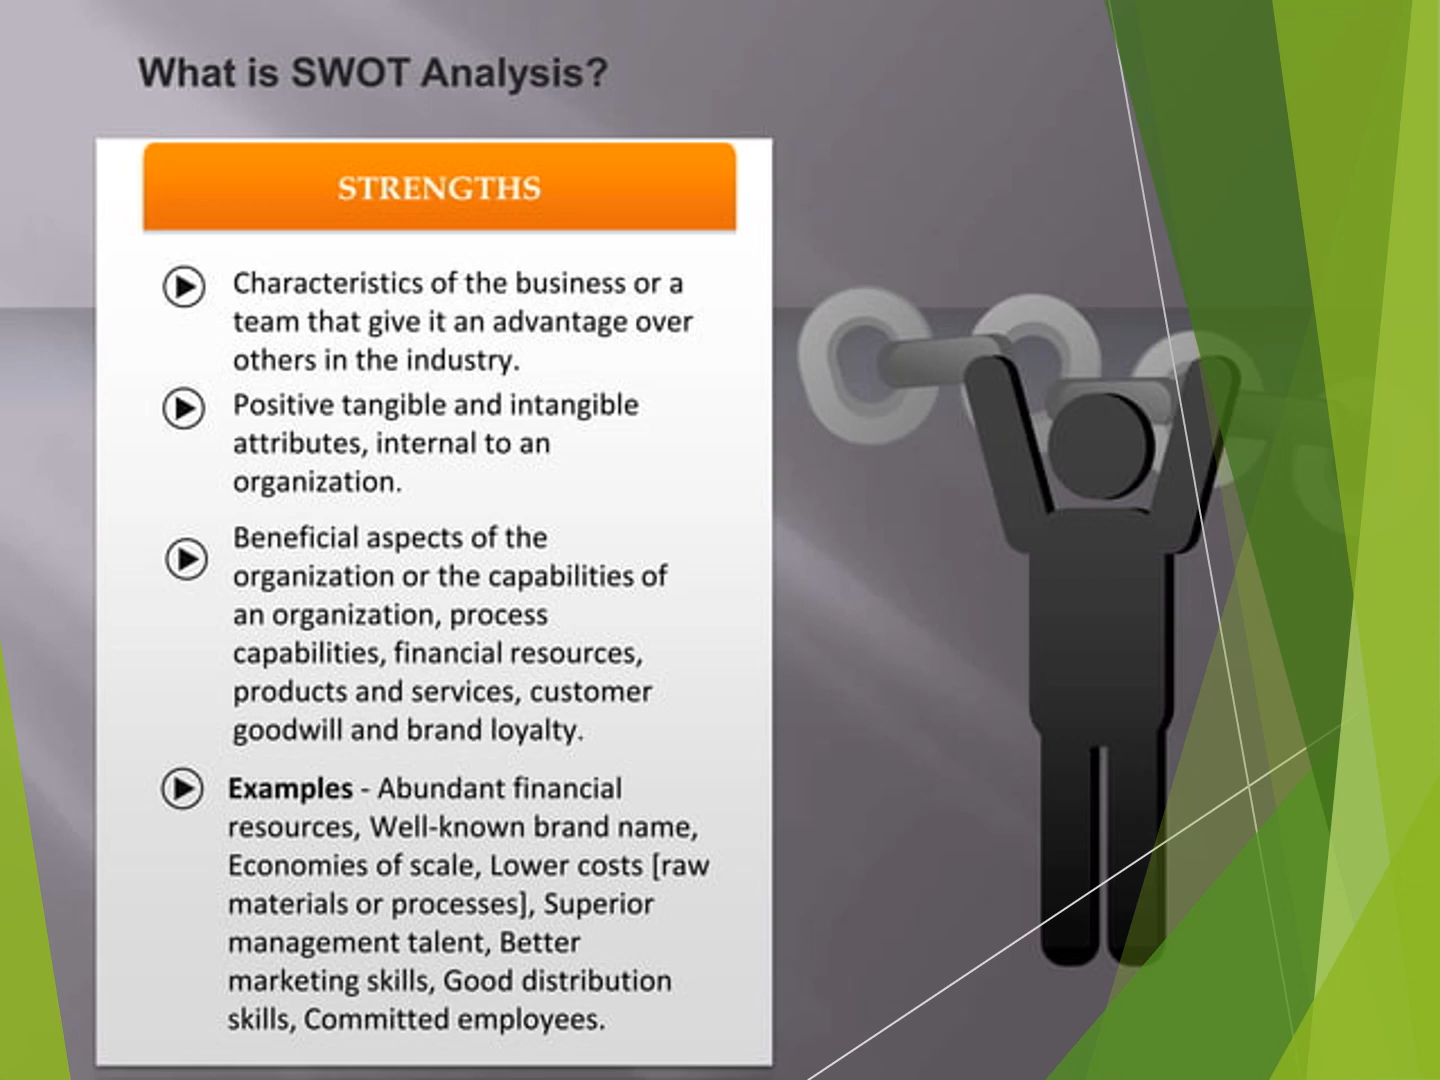 What is SWOT Analysis?
STRENGTHS
Characteristics of the business or a
team that give it an advantage over
others in the industry.
Positive tangible and intangible
attributes, internal to an
organization.
Beneficial aspects of the
organization or the capabilities of
an organization, process
capabilities, financial resources,
products and services, customer
goodwill and brand loyalty.
Examples - Abundant financial
resources, Well-known brand name,
Economies of scale, Lower costs [raw
materials or processes], Superior
management talent, Better
marketing skills, Good distribution
skills, Committed employees.